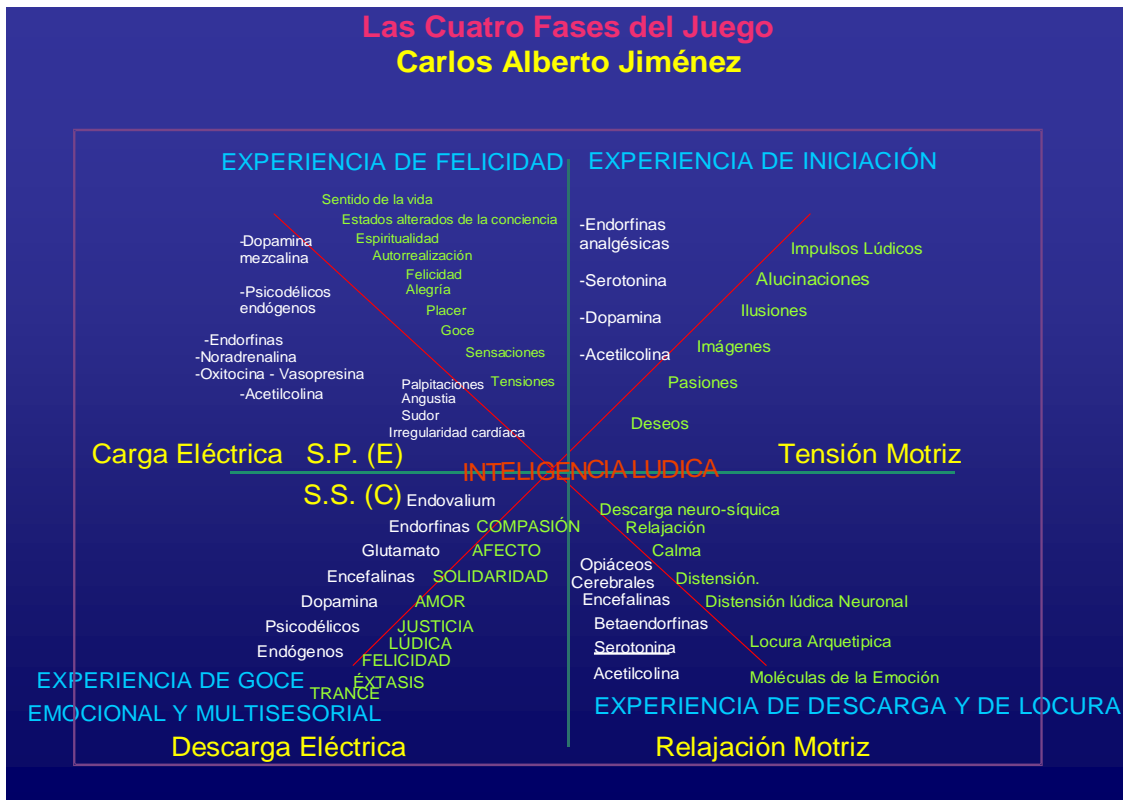 Las Cuatro Fases del Juego
Carlos Alberto Jiménez
EXPERIENCIA DE FELICIDAD
Sentido de la vida
Estados alterados de la conciencia
Espiritualidad
Autorrealización
Felicidad
Alegría
Placer
Goce
Sensaciones
Tensiones
-Dopamina
mezcalina
-Psicodélicos
endógenos
-Endorfinas
-Noradrenalina
-Oxitocina - Vasopresina
-Acetilcolina
Palpitaciones
Angustia
Sudor
Irregularidad cardíaca
Carga Eléctrica S.P. (E)
EXPERIENCIA DE INICIACIÓN
-Endorfinas
analgésicas
-Serotonina
-Dopamina
-Acetilcolina
Impulsos Lúdicos
Alucinaciones
Ilusiones
Imágenes
Pasiones
Deseos
Tensión Motriz
INTELIGENCIA LUDICA
S.S. (C)
Endovalium
Endorfinas COMPASIÓN
Glutamato AFECTO
Encefalinas SOLIDARIDAD
Dopamina AMOR
Psicodélicos JUSTICIA
LÚDICA
Endógenos
FELICIDAD
ÉXTASIS
TRANCE
EXPERIENCIA DE GOCE
EMOCIONAL Y MULTISESORIAL
Descarga Eléctrica
Descarga neuro-síquica
Relajación
Calma
Distensión.
Distensión lúdica Neuronal
Locura Arquetipica
Moléculas de la Emoción
Opiáceos
Cerebrales
Encefalinas
Betaendorfinas
Serotonina
Acetilcolina
EXPERIENCIA DE DESCARGA Y DE LOCURA
Relajación Motriz